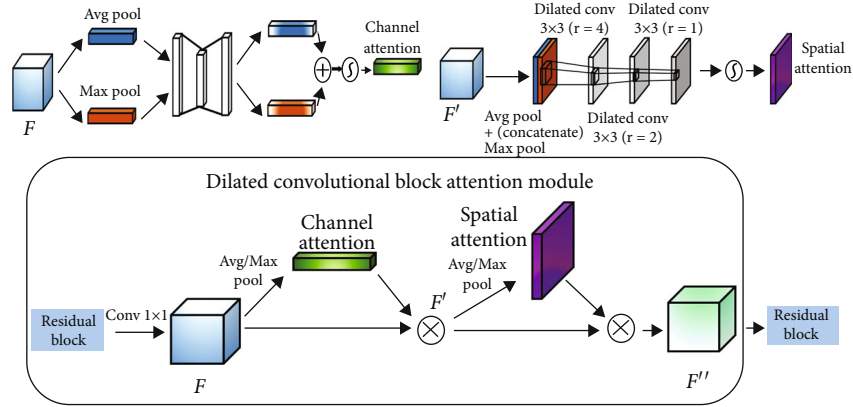 Avg pool
Max pool
F
Channel
attention
F′
Avg pool
+ (concatenate)
Max pool
Dilated conv
3×3 (r = 4)
Dilated conv
3×3 (r = 2)
Dilated conv
3×3 (r = 1)
Spatial
attention
Dilated convolutional block attention module
Residual
block
Conv 1×1
F
Avg/Max
pool
Channel
attention
F′
Avg/Max
pool
Spatial
attention
F′′
Residual
block